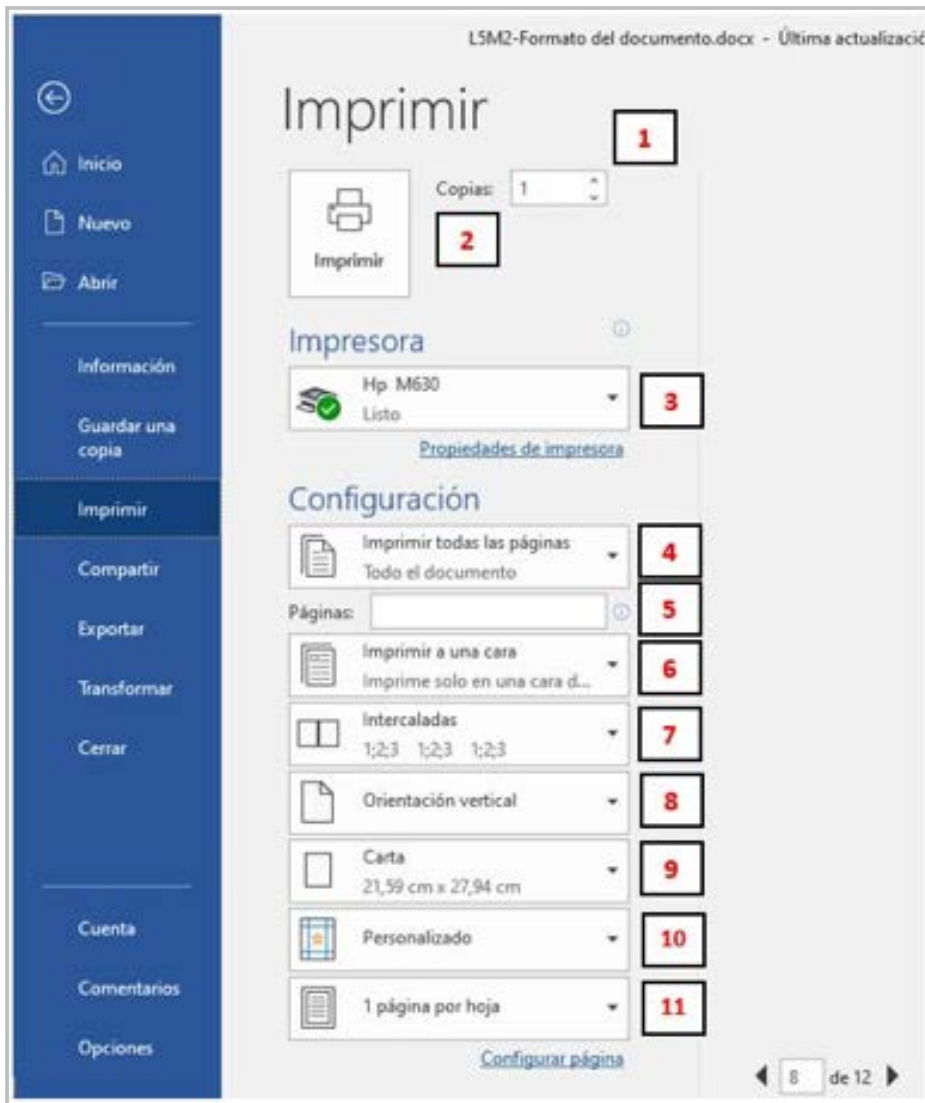 L5M2-Formato del documento.docx - Última actualizació
Inicio
Nuevo
Abrir
Información
Guardar una
copia
Imprimir
Compartir
Exportar
Transformar
Cerrar
Cuenta
Comentarios
Opciones
Imprimir
1
Copias: 1
2
Imprimir
Impresora
Hp M630
Listo
3
Propiedades de impresora
Configuración
Imprimir todas las páginas
Todo el documento
4
Páginas:
5
Imprimir a una cara
Imprime solo en una cara d...
6
Intercaladas
1;2;3 1;2;3 1;2;3
7
Orientación vertical
8
Carta
21,59 cm x 27,94 cm
9
Personalizado
10
1 página por hoja
11
Configurar página
8 de 12